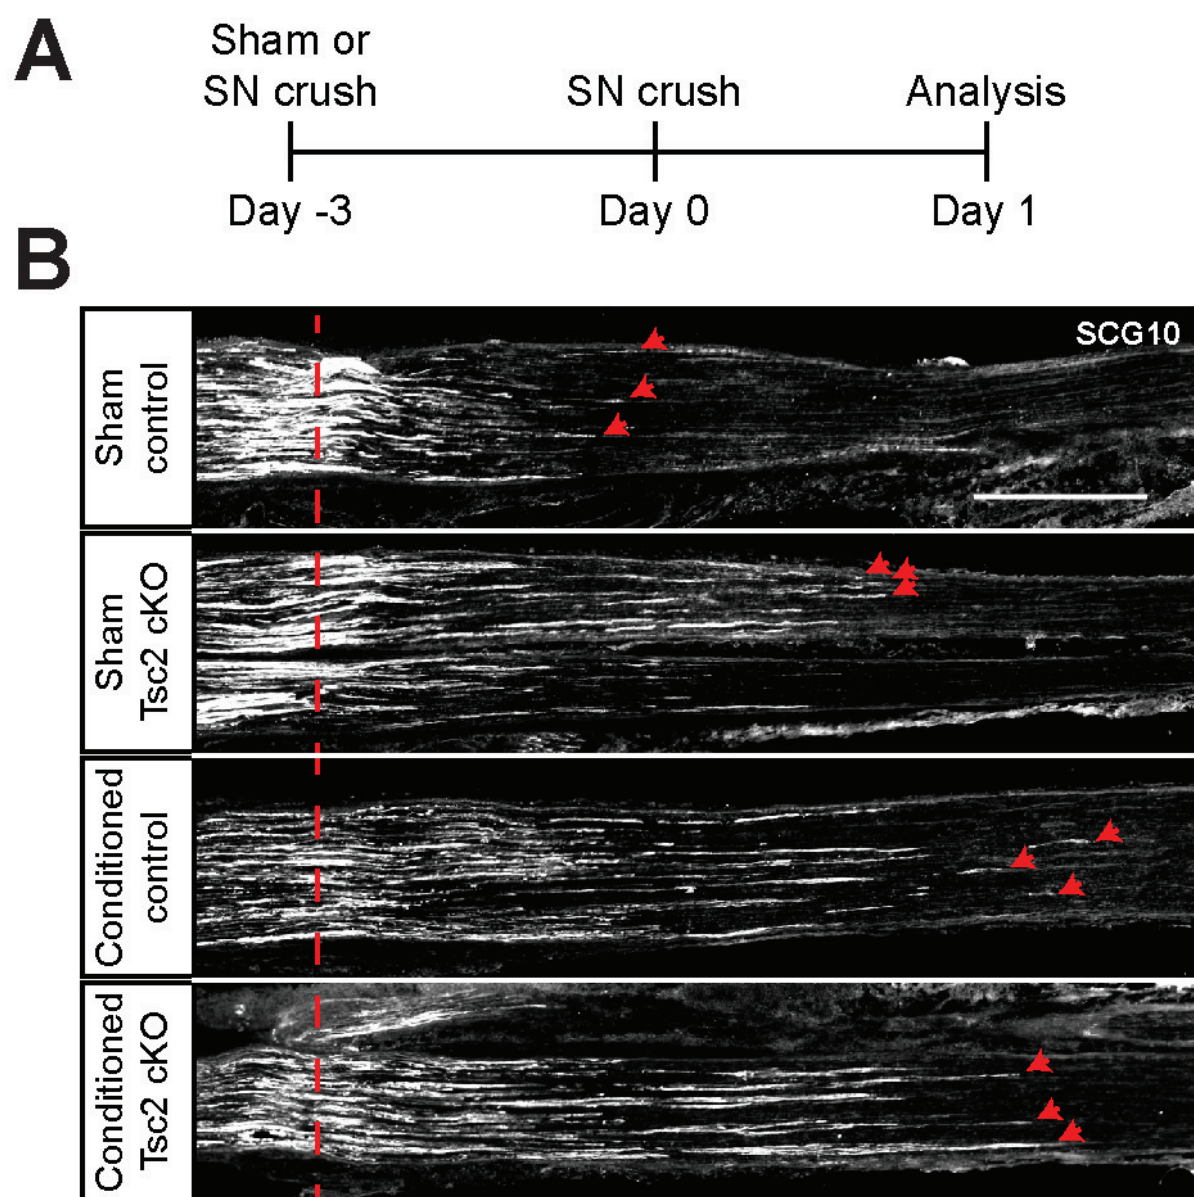 A
Sham or
SN crush
SN crush
Analysis
Day -3
Day 0
Day 1
B
SCG10
Sham
control
Sham
Tsc2 cKO
Conditioned
control
Conditioned
Tsc2 cKO